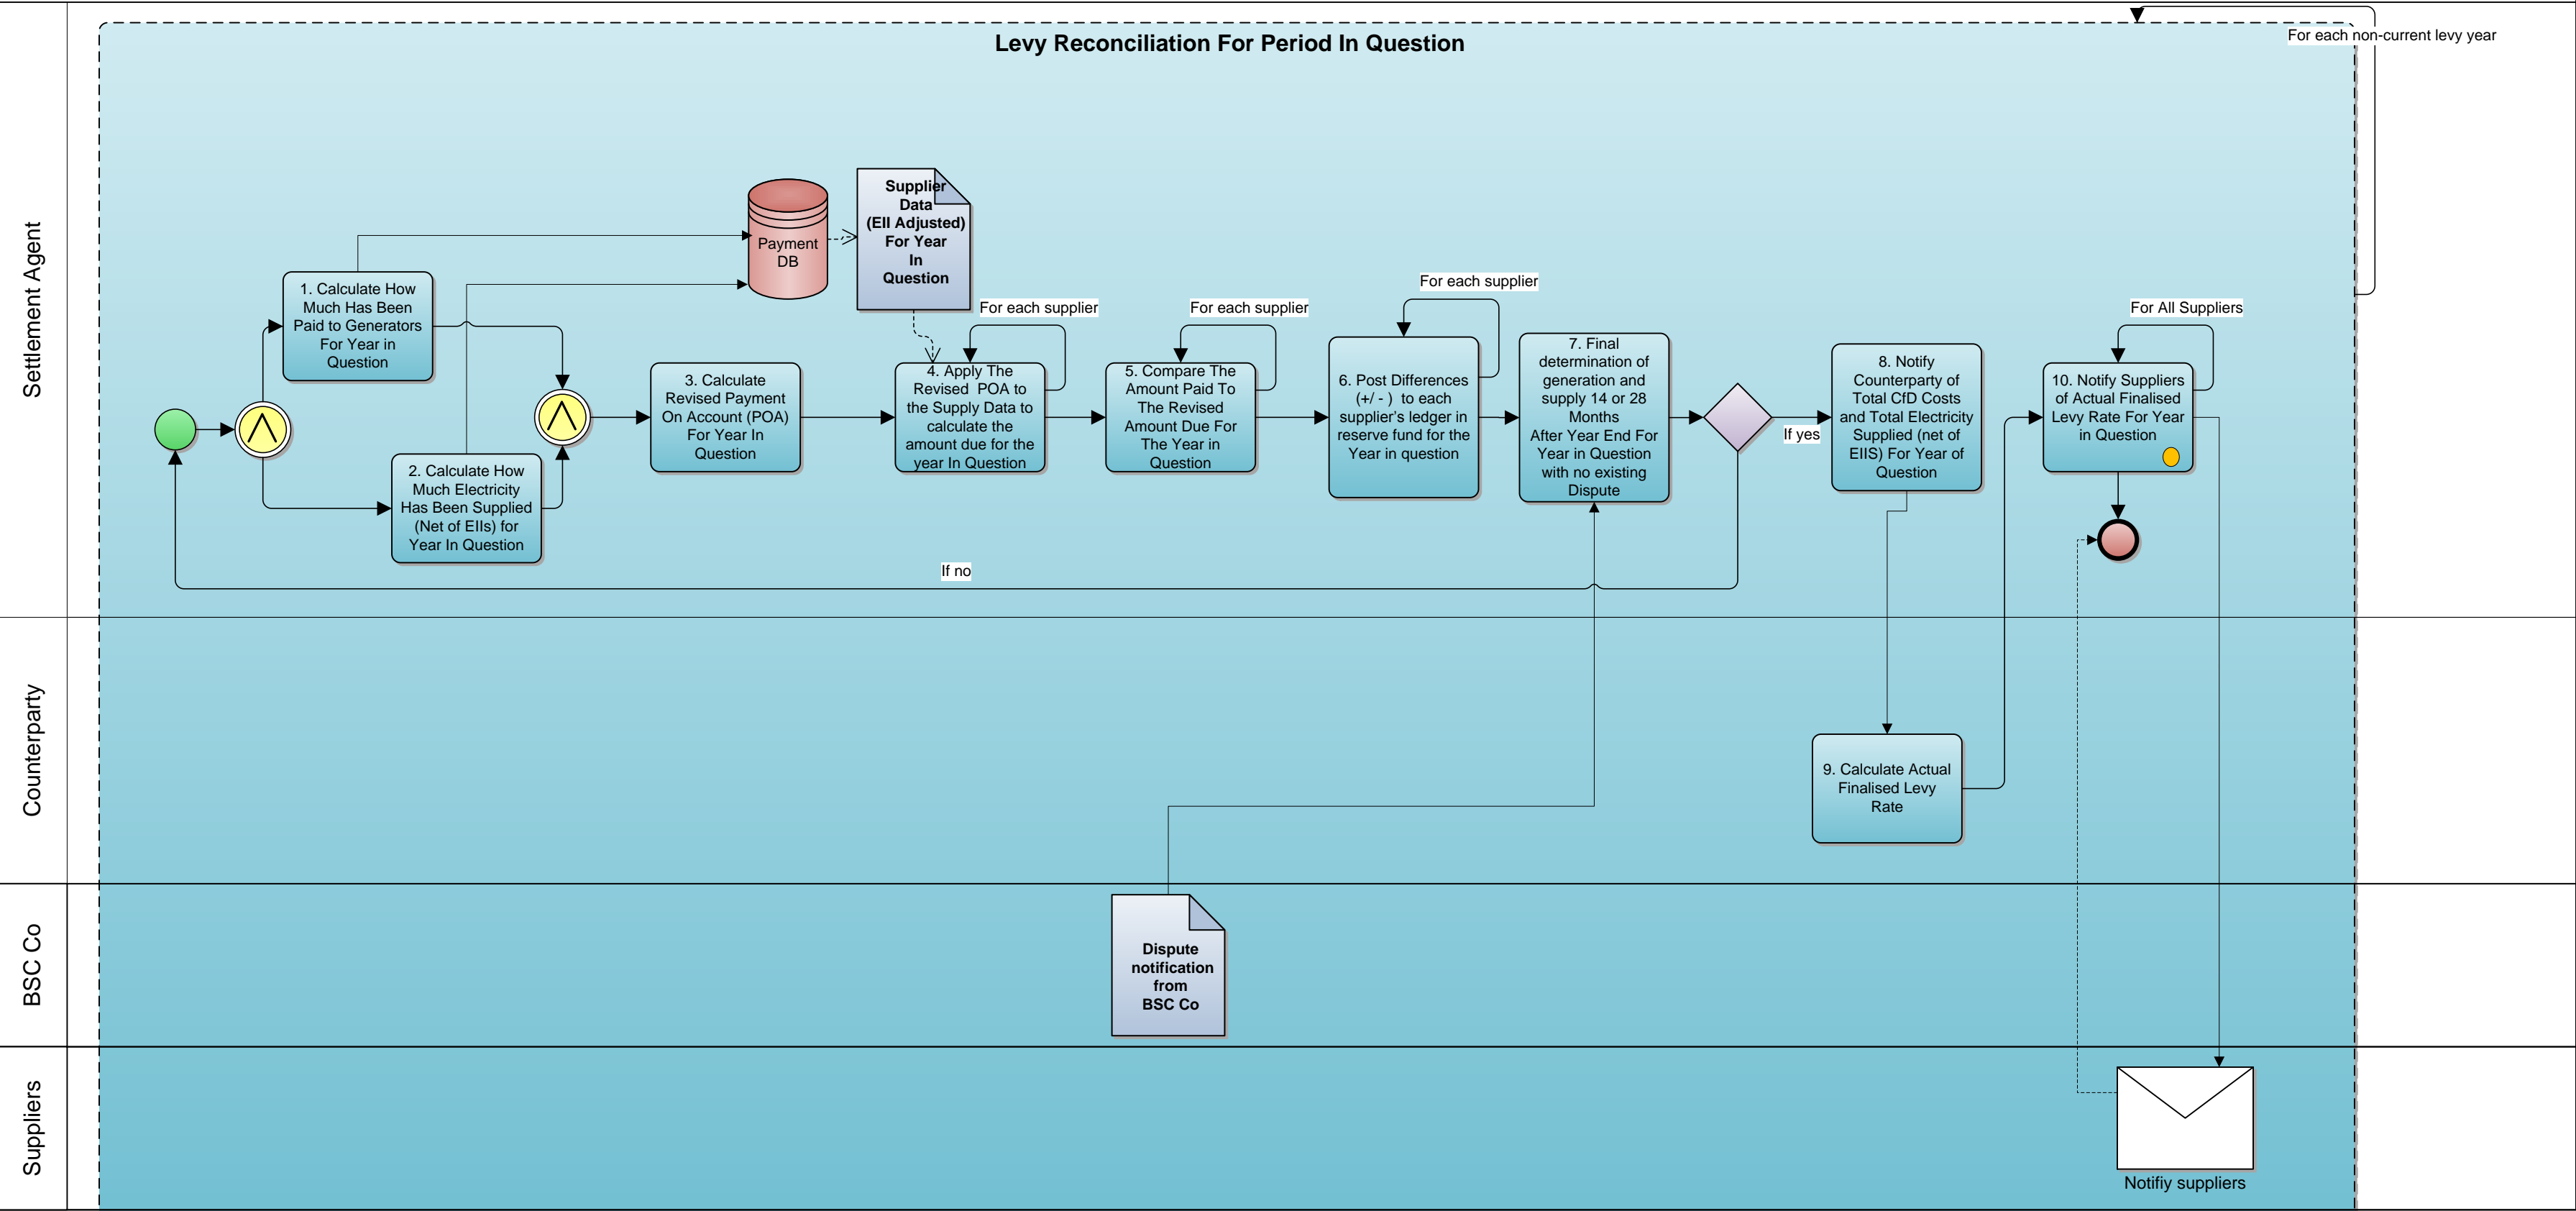 Levy Reconciliation For Period In Question
For each non-current levy year
Settlement Agent
1. Calculate How
Much Has Been
Paid to Generators
For Year in
Question
2. Calculate How
Much Electricity
Has Been Supplied
(Net of EIIs) for
Year In Question
Payment
DB
Supplier
Data
(EII Adjusted)
For Year
In
Question
3. Calculate
Revised Payment
On Account (POA)
For Year In
Question
For each supplier
4. Apply The
Revised  POA to
the Supply Data to
calculate the
amount due for the
year In Question
For each supplier
5. Compare The
Amount Paid To
The Revised
Amount Due For
The Year in
Question
For each supplier
6. Post Differences
(+/ - )  to each
supplier's ledger in
reserve fund for the
Year in question
7. Final
determination of
generation and
supply 14 or 28
Months
After Year End For
Year in Question
with no existing
Dispute
If yes
If no
8. Notify
Counterparty of
Total CfD Costs
and Total Electricity
Supplied (net of
EIIS) For Year of
Question
For All Suppliers
10. Notify Suppliers
of Actual Finalised
Levy Rate For Year
in Question
Counterparty
9. Calculate Actual
Finalised Levy
Rate
BSC Co
Dispute
notification
from
BSC Co
Suppliers
Notifiy suppliers